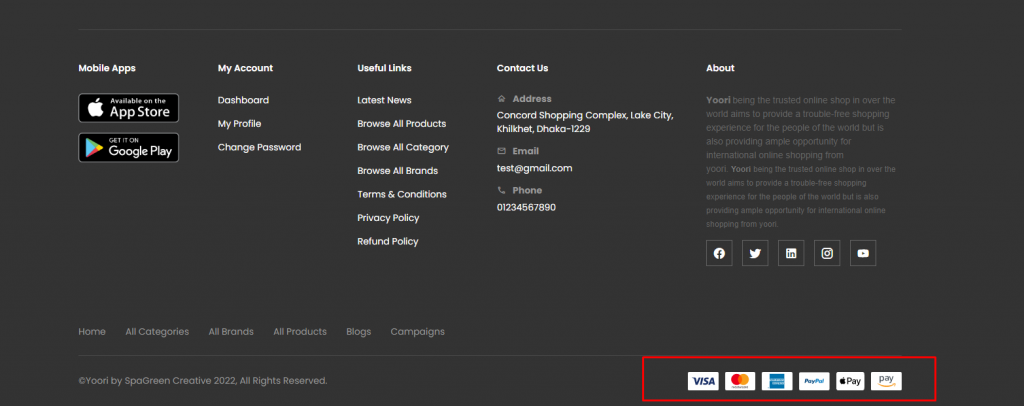 Mobile Apps
Available on the
App Store
GET IT ON
Google Play
My Account
Dashboard
My Profile
Change Password
Useful Links
Latest News
Browse All Products
Browse All Category
Browse All Brands
Terms & Conditions
Privacy Policy
Refund Policy
Contact Us
Address
Concord Shopping Complex, Lake City,
Khilkhet, Dhaka-1229
Email
test@gmail.com
Phone
01234567890
About
Yoori being the trusted online shop in over the
world aims to provide a trouble-free shopping
experience for the people of the world but is
also providing ample opportunity for
international online shopping from
yoori. Yoori being the trusted online shop in over the
world aims to provide a trouble-free shopping
experience for the people of the world but is also
providing ample opportunity for international online
shopping from yoori.
Home All Categories All Brands All Products Blogs Campaigns
©Yoori by SpaGreen Creative 2022, All Rights Reserved.
VISA
PayPal
Pay
pay